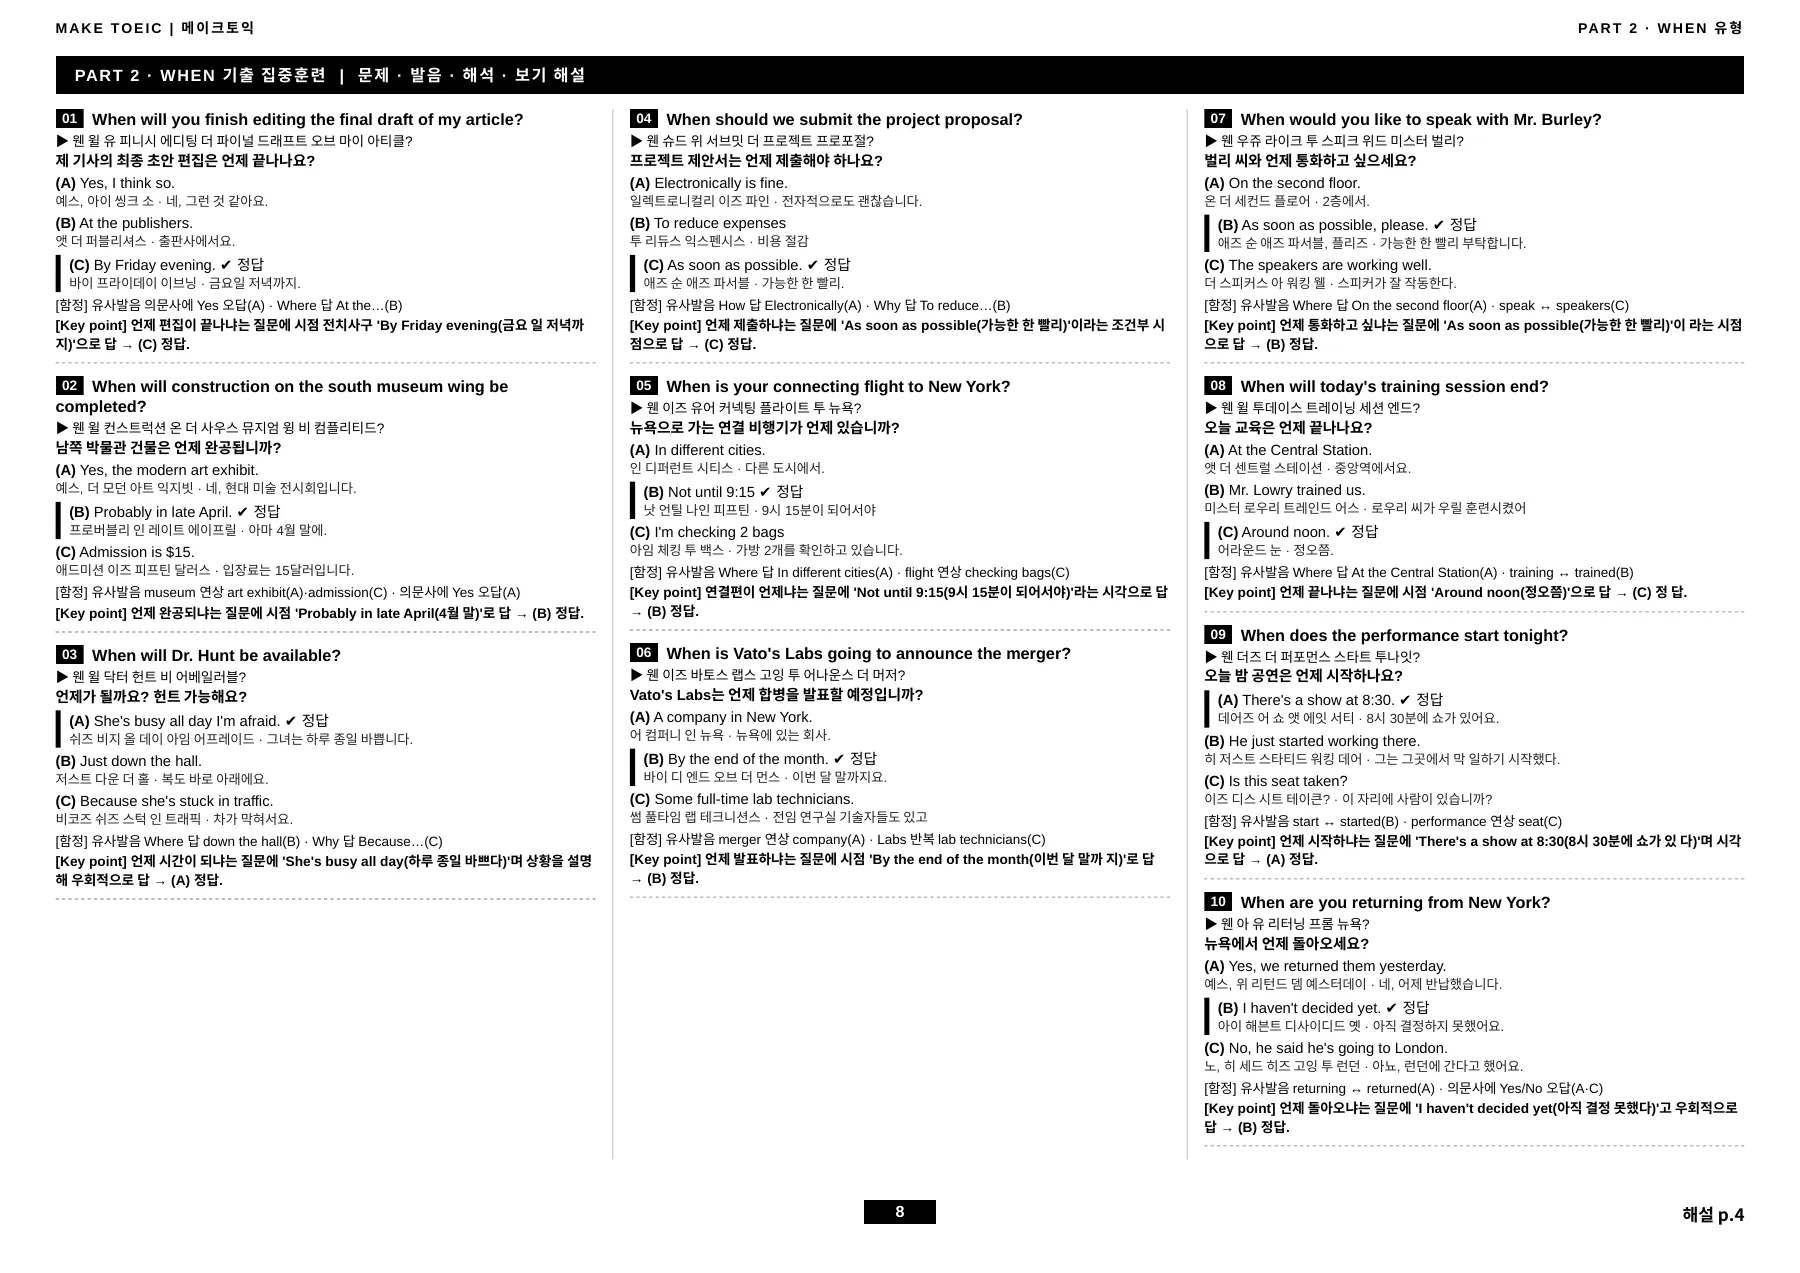 MAKE TOEIC | 메이크토익
PART 2 · WHEN 유형
PART 2 · WHEN 기출 집중훈련 | 문제 · 발음 · 해석 · 보기 해설
01 When will you finish editing the final draft of my article?
▶ 웬 윌 유 피니시 에디팅 더 파이널 드래프트 오브 마이 아티클?
제 기사의 최종 초안 편집은 언제 끝나나요?
(A) Yes, I think so.
예스, 아이 씽크 소 · 네, 그런 것 같아요.
(B) At the publishers.
앳 더 퍼블리셔스 · 출판사에서요.
(C) By Friday evening. ✔ 정답
바이 프라이데이 이브닝 · 금요일 저녁까지.
[함정] 유사발음 의문사에 Yes 오답(A) · Where 답 At the…(B)
[Key point] 언제 편집이 끝나냐는 질문에 시점 전치사구 'By Friday evening(금요 일 저녁까
지)'으로 답 → (C) 정답.
02 When will construction on the south museum wing be
completed?
▶ 웬 윌 컨스트럭션 온 더 사우스 뮤지엄 윙 비 컴플리티드?
남쪽 박물관 건물은 언제 완공됩니까?
(A) Yes, the modern art exhibit.
예스, 더 모던 아트 익지빗 · 네, 현대 미술 전시회입니다.
(B) Probably in late April. ✔ 정답
프로버블리 인 레이트 에이프릴 · 아마 4월 말에.
(C) Admission is $15.
애드미션 이즈 피프틴 달러스 · 입장료는 15달러입니다.
[함정] 유사발음 museum 연상 art exhibit(A)·admission(C) · 의문사에 Yes 오답(A)
[Key point] 언제 완공되냐는 질문에 시점 'Probably in late April(4월 말)'로 답 → (B) 정답.
03 When will Dr. Hunt be available?
▶ 웬 윌 닥터 헌트 비 어베일러블?
언제가 될까요? 헌트 가능해요?
(A) She's busy all day I'm afraid. ✔ 정답
쉬즈 비지 올 데이 아임 어프레이드 · 그녀는 하루 종일 바쁩니다.
(B) Just down the hall.
저스트 다운 더 홀 · 복도 바로 아래에요.
(C) Because she's stuck in traffic.
비코즈 쉬즈 스턱 인 트래픽 · 차가 막혀서요.
[함정] 유사발음 Where 답 down the hall(B) · Why 답 Because…(C)
[Key point] 언제 시간이 되냐는 질문에 'She's busy all day(하루 종일 바쁘다)'며 상황을 설명
해 우회적으로 답 → (A) 정답.
04 When should we submit the project proposal?
▶ 웬 슈드 위 서브밋 더 프로젝트 프로포절?
프로젝트 제안서는 언제 제출해야 하나요?
(A) Electronically is fine.
일렉트로니컬리 이즈 파인 · 전자적으로도 괜찮습니다.
(B) To reduce expenses
투 리듀스 익스펜시스 · 비용 절감
(C) As soon as possible. ✔ 정답
애즈 순 애즈 파서블 · 가능한 한 빨리.
[함정] 유사발음 How 답 Electronically(A) · Why 답 To reduce…(B)
[Key point] 언제 제출하냐는 질문에 'As soon as possible(가능한 한 빨리)'이라는 조건부 시
점으로 답 → (C) 정답.
05 When is your connecting flight to New York?
▶ 웬 이즈 유어 커넥팅 플라이트 투 뉴욕?
뉴욕으로 가는 연결 비행기가 언제 있습니까?
(A) In different cities.
인 디퍼런트 시티스 · 다른 도시에서.
(B) Not until 9:15 ✔ 정답
낫 언틸 나인 피프틴 · 9시 15분이 되어서야
(C) I'm checking 2 bags
아임 체킹 투 백스 · 가방 2개를 확인하고 있습니다.
[함정] 유사발음 Where 답 In different cities(A) · flight 연상 checking bags(C)
[Key point] 연결편이 언제냐는 질문에 'Not until 9:15(9시 15분이 되어서야)'라는 시각으로 답
→ (B) 정답.
06 When is Vato's Labs going to announce the merger?
▶ 웬 이즈 바토스 랩스 고잉 투 어나운스 더 머저?
Vato's Labs는 언제 합병을 발표할 예정입니까?
(A) A company in New York.
어 컴퍼니 인 뉴욕 · 뉴욕에 있는 회사.
(B) By the end of the month. ✔ 정답
바이 디 엔드 오브 더 먼스 · 이번 달 말까지요.
(C) Some full-time lab technicians.
썸 풀타임 랩 테크니션스 · 전임 연구실 기술자들도 있고
[함정] 유사발음 merger 연상 company(A) · Labs 반복 lab technicians(C)
[Key point] 언제 발표하냐는 질문에 시점 'By the end of the month(이번 달 말까 지)'로 답
→ (B) 정답.
07 When would you like to speak with Mr. Burley?
▶ 웬 우쥬 라이크 투 스피크 위드 미스터 벌리?
벌리 씨와 언제 통화하고 싶으세요?
(A) On the second floor.
온 더 세컨드 플로어 · 2층에서.
(B) As soon as possible, please. ✔ 정답
애즈 순 애즈 파서블, 플리즈 · 가능한 한 빨리 부탁합니다.
(C) The speakers are working well.
더 스피커스 아 워킹 웰 · 스피커가 잘 작동한다.
[함정] 유사발음 Where 답 On the second floor(A) · speak ↔ speakers(C)
[Key point] 언제 통화하고 싶냐는 질문에 'As soon as possible(가능한 한 빨리)'이 라는 시점
으로 답 → (B) 정답.
08 When will today's training session end?
▶ 웬 윌 투데이스 트레이닝 세션 엔드?
오늘 교육은 언제 끝나나요?
(A) At the Central Station.
앳 더 센트럴 스테이션 · 중앙역에서요.
(B) Mr. Lowry trained us.
미스터 로우리 트레인드 어스 · 로우리 씨가 우릴 훈련시켰어
(C) Around noon. ✔ 정답
어라운드 눈 · 정오쯤.
[함정] 유사발음 Where 답 At the Central Station(A) · training ↔ trained(B)
[Key point] 언제 끝나냐는 질문에 시점 'Around noon(정오쯤)'으로 답 → (C) 정 답.
09 When does the performance start tonight?
▶ 웬 더즈 더 퍼포먼스 스타트 투나잇?
오늘 밤 공연은 언제 시작하나요?
(A) There's a show at 8:30. ✔ 정답
데어즈 어 쇼 앳 에잇 서티 · 8시 30분에 쇼가 있어요.
(B) He just started working there.
히 저스트 스타티드 워킹 데어 · 그는 그곳에서 막 일하기 시작했다.
(C) Is this seat taken?
이즈 디스 시트 테이큰? · 이 자리에 사람이 있습니까?
[함정] 유사발음 start ↔ started(B) · performance 연상 seat(C)
[Key point] 언제 시작하냐는 질문에 'There's a show at 8:30(8시 30분에 쇼가 있 다)'며 시각
으로 답 → (A) 정답.
10 When are you returning from New York?
▶ 웬 아 유 리터닝 프롬 뉴욕?
뉴욕에서 언제 돌아오세요?
(A) Yes, we returned them yesterday.
예스, 위 리턴드 뎀 예스터데이 · 네, 어제 반납했습니다.
(B) I haven't decided yet. ✔ 정답
아이 해븐트 디사이디드 옛 · 아직 결정하지 못했어요.
(C) No, he said he's going to London.
노, 히 세드 히즈 고잉 투 런던 · 아뇨, 런던에 간다고 했어요.
[함정] 유사발음 returning ↔ returned(A) · 의문사에 Yes/No 오답(A·C)
[Key point] 언제 돌아오냐는 질문에 'I haven't decided yet(아직 결정 못했다)'고 우회적으로
답 → (B) 정답.
8
해설 p.4